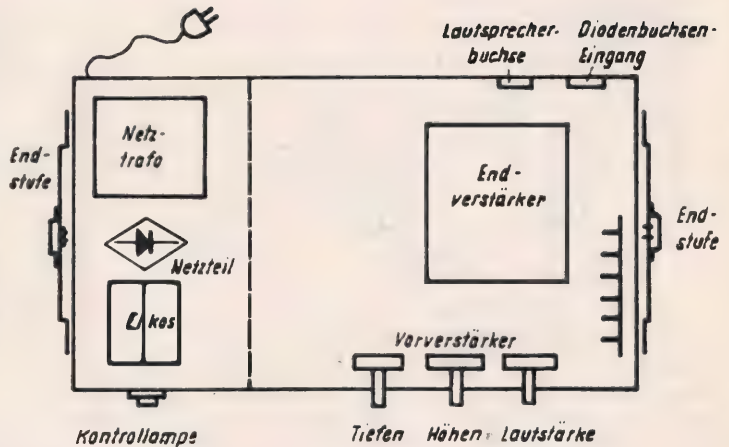 Lautsprecher-
buchse
Diodenbuchsen-
Eingang
Netz-
trafo
End-
stufe
End-
verstärker
End-
stufe
Netzteil
Elkos
Vorverstärker
Kontrollampe
Tiefen Höhen Lautstärke